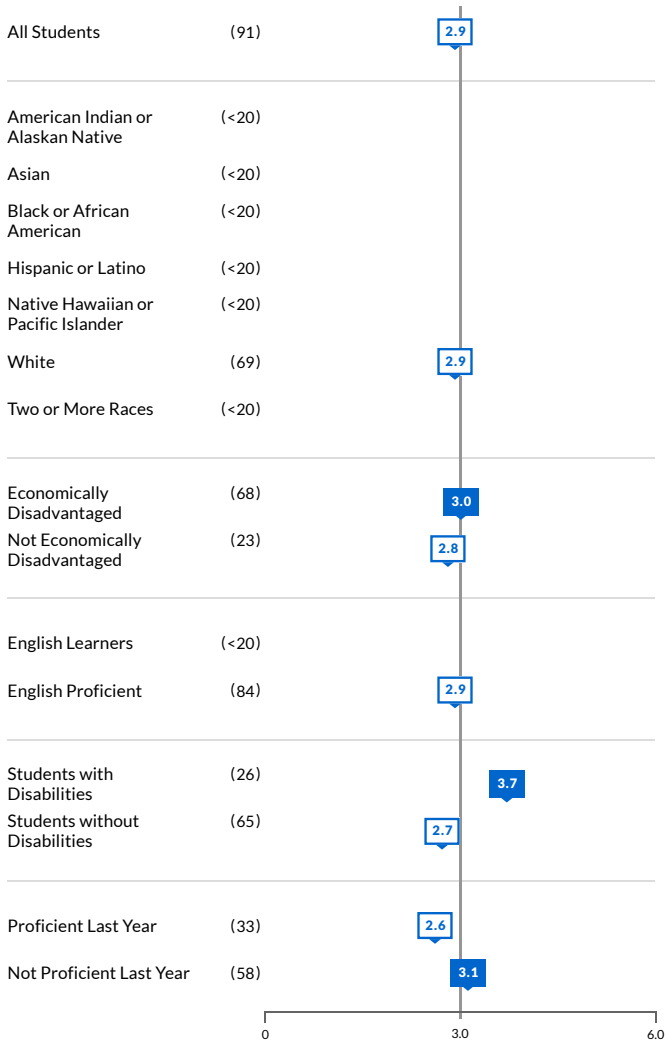 All Students (91) 2.9
American Indian or (<20)
Alaskan Native
Asian (<20)
Black or African (<20)
American
Hispanic or Latino (<20)
Native Hawaiian or (<20)
Pacific Islander
White (69) 2.9
Two or More Races (<20)
Economically (68) 3.0
Disadvantaged
Not Economically (23) 2.8
Disadvantaged
English Learners (<20)
English Proficient (84) 2.9
Students with (26) 3.7
Disabilities
Students without (65) 2.7
Disabilities
Proficient Last Year (33) 2.6
Not Proficient Last Year (58) 3.1
0 3.0 6.0